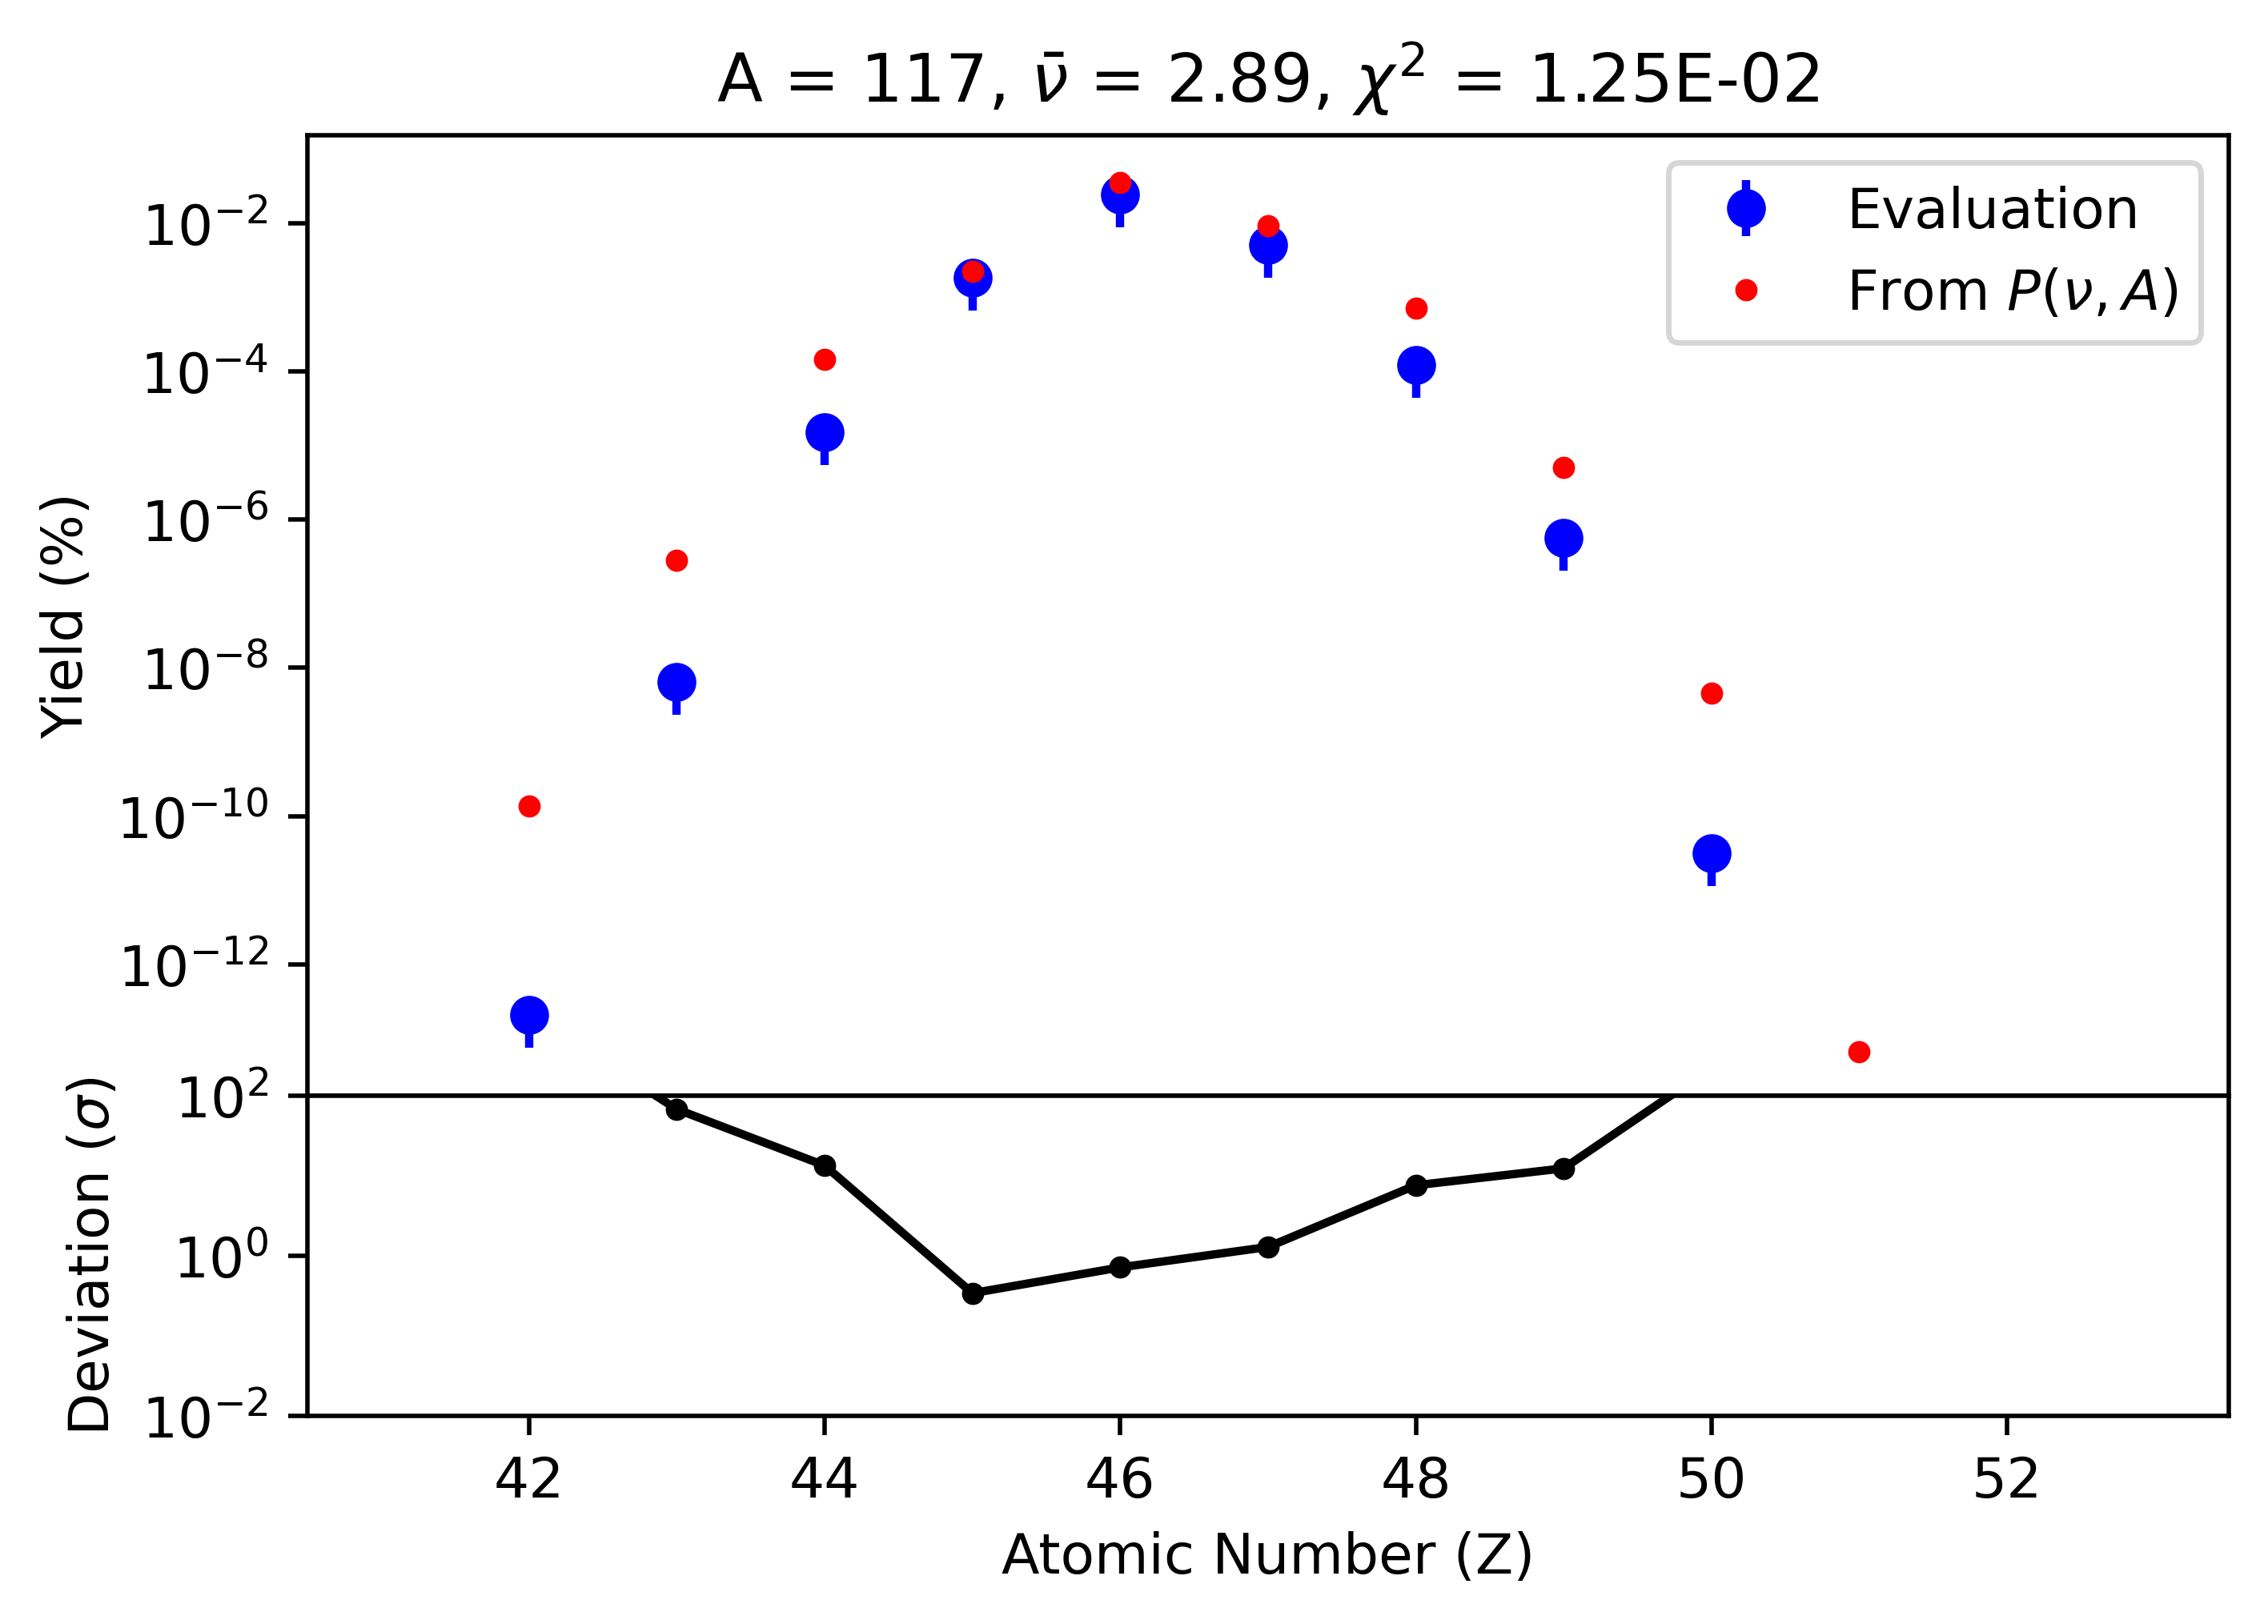 A = 117, ν̄ = 2.89, χ² = 1.25E-02
Evaluation
From P(ν, A)
Yield (%)
10⁻²
10⁻⁴
10⁻⁶
10⁻⁸
10⁻¹⁰
10⁻¹²
Deviation (σ)
10²
10⁰
10⁻²
42 44 46 48 50 52
Atomic Number (Z)